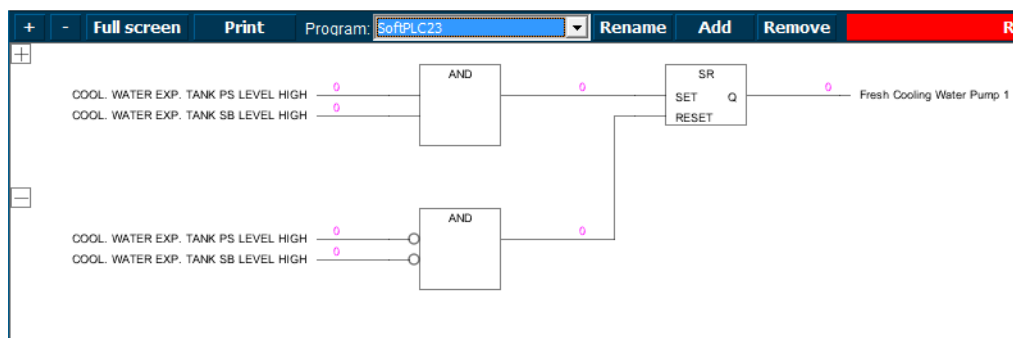 + - Full screen Print Program: SoftPLC23 Rename Add Remove R
+
AND SR
COOL. WATER EXP. TANK PS LEVEL HIGH 0 0 SET Q 0 Fresh Cooling Water Pump 1
COOL. WATER EXP. TANK SB LEVEL HIGH 0 RESET
-
AND
COOL. WATER EXP. TANK PS LEVEL HIGH 0 0
COOL. WATER EXP. TANK SB LEVEL HIGH 0